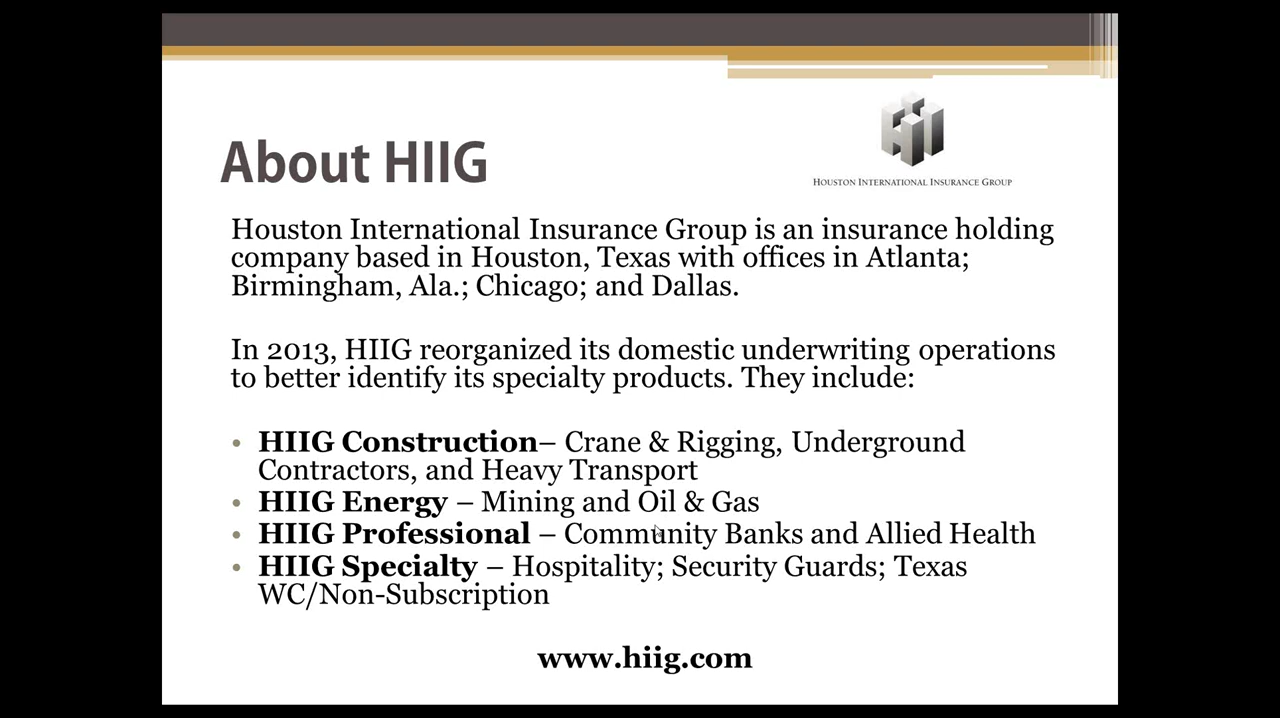 HOUSTON INTERNATIONAL INSURANCE GROUP
About HIIG
Houston International Insurance Group is an insurance holding
company based in Houston, Texas with offices in Atlanta;
Birmingham, Ala.; Chicago; and Dallas.
In 2013, HIIG reorganized its domestic underwriting operations
to better identify its specialty products. They include:
• HIIG Construction– Crane & Rigging, Underground
Contractors, and Heavy Transport
• HIIG Energy – Mining and Oil & Gas
• HIIG Professional – Community Banks and Allied Health
• HIIG Specialty – Hospitality; Security Guards; Texas
WC/Non-Subscription
www.hiig.com